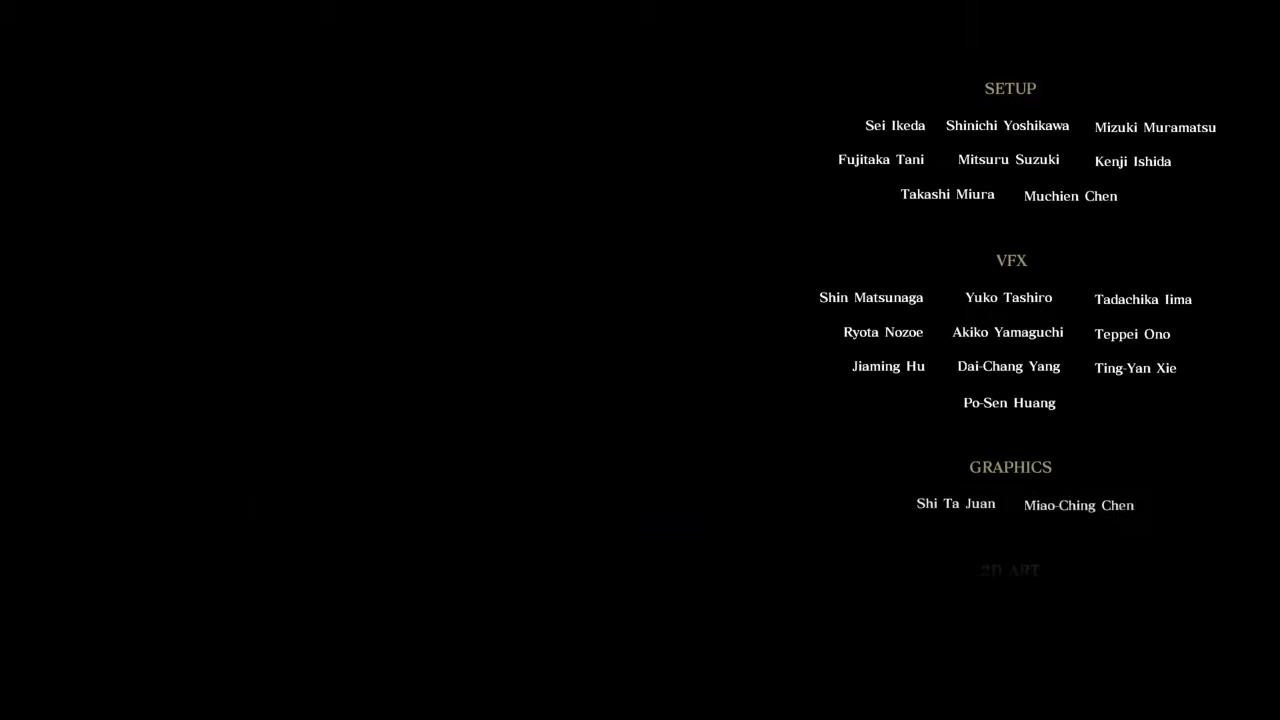 SETUP
Sei Ikeda Shinichi Yoshikawa Mizuki Muramatsu
Fujitaka Tani Mitsuru Suzuki Kenji Ishida
Takashi Miura Muchien Chen
VFX
Shin Matsunaga Yuko Tashiro Tadachika Iima
Ryota Nozoe Akiko Yamaguchi Teppei Ono
Jiaming Hu Dai-Chang Yang Ting-Yan Xie
Po-Sen Huang
GRAPHICS
Shi Ta Juan Miao-Ching Chen
2D ART